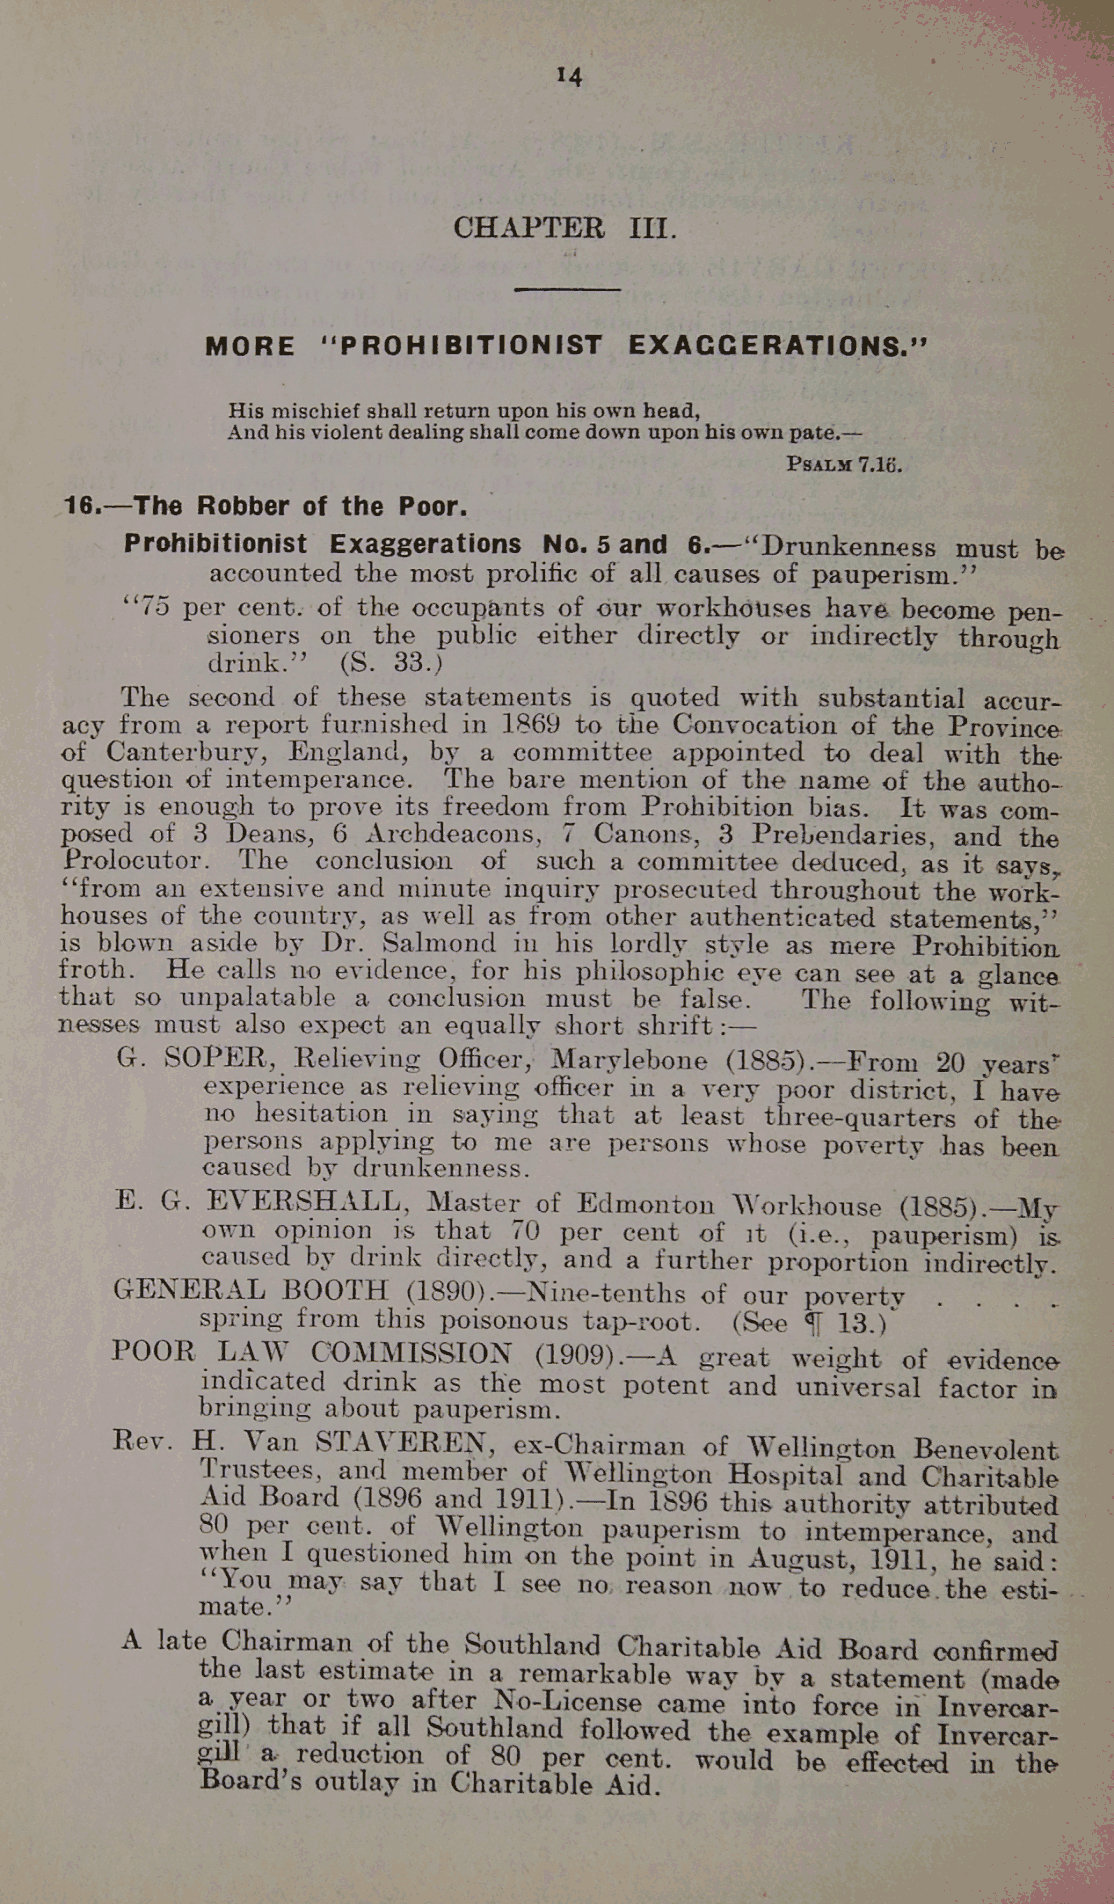 14
CHAPTER III.
MORE "PROHIBITIONIST EXAGGERATIONS."
His mischief shall return upon his own head,
And his violent dealing shall come down upon his own pate.—
PSALM 7.16.
16.—The Robber of the Poor.
Prohibitionist Exaggerations No. 5 and 6.—"Drunkenness must be
accounted the most prolific of all causes of pauperism."
"75 per cent. of the occupants of our workhouses have become pen-
sioners on the public either directly or indirectly through
drink." (S. 33.)
The second of these statements is quoted with substantial accur-
acy from a report furnished in 1869 to the Convocation of the Province
of Canterbury, England, by a committee appointed to deal with the
question of intemperance. The bare mention of the name of the autho-
rity is enough to prove its freedom from Prohibition bias. It was com-
posed of 3 Deans, 6 Archdeacons, 7 Canons, 3 Prebendaries, and the
Prolocutor. The conclusion of such a committee deduced, as it says,
"from an extensive and minute inquiry prosecuted throughout the work-
houses of the country, as well as from other authenticated statements,"
is blown aside by Dr. Salmond in his lordly style as mere Prohibition
froth. He calls no evidence, for his philosophic eye can see at a glance
that so unpalatable a conclusion must be false. The following wit-
nesses must also expect an equally short shrift:—
G. SOPER, Relieving Officer, Marylebone (1885).—From 20 years'
experience as relieving officer in a very poor district, I have
no hesitation in saying that at least three-quarters of the
persons applying to me are persons whose poverty has been
caused by drunkenness.
E. G. EVERSHALL, Master of Edmonton Workhouse (1885).—My
own opinion is that 70 per cent of it (i.e., pauperism) is
caused by drink directly, and a further proportion indirectly.
GENERAL BOOTH (1890).—Nine-tenths of our poverty . . . .
spring from this poisonous tap-root. (See ¶ 13.)
POOR LAW COMMISSION (1909).—A great weight of evidence
indicated drink as the most potent and universal factor in
bringing about pauperism.
Rev. H. Van STAVEREN, ex-Chairman of Wellington Benevolent
Trustees, and member of Wellington Hospital and Charitable
Aid Board (1896 and 1911).—In 1896 this authority attributed
80 per cent. of Wellington pauperism to intemperance, and
when I questioned him on the point in August, 1911, he said:
"You may say that I see no reason now to reduce the esti-
mate."
A late Chairman of the Southland Charitable Aid Board confirmed
the last estimate in a remarkable way by a statement (made
a year or two after No-License came into force in Invercar-
gill) that if all Southland followed the example of Invercar-
gill a reduction of 80 per cent. would be effected in the
Board's outlay in Charitable Aid.